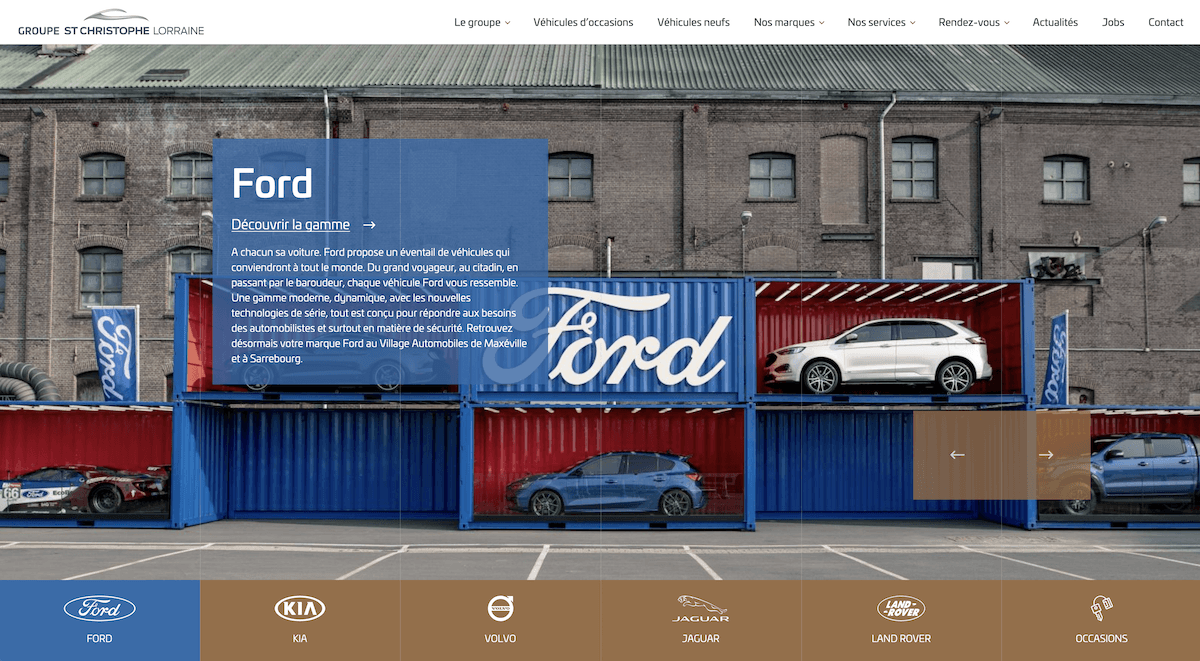 GROUPE ST CHRISTOPHE LORRAINE
Le groupe
Véhicules d'occasions
Véhicules neufs
Nos marques
Nos services
Rendez-vous
Actualités
Jobs
Contact
Ford
Découvrir la gamme
A chacun sa voiture. Ford propose un éventail de véhicules qui
conviendront à tout le monde. Du grand voyageur, au citadin, en
passant par le baroudeur, chaque véhicule Ford vous ressemble.
Une gamme moderne, dynamique, avec les nouvelles
technologies de série, tout est conçu pour répondre aux besoins
des automobilistes et surtout en matière de sécurité. Retrouvez
désormais votre marque Ford au Village Automobiles de Maxéville
et à Sarrebourg.
Ford
Ford
Ford
66
Ford
Ford
FORD
KIA
KIA
VOLVO
VOLVO
JAGUAR
JAGUAR
LAND-
-ROVER
LAND ROVER
OCCASIONS